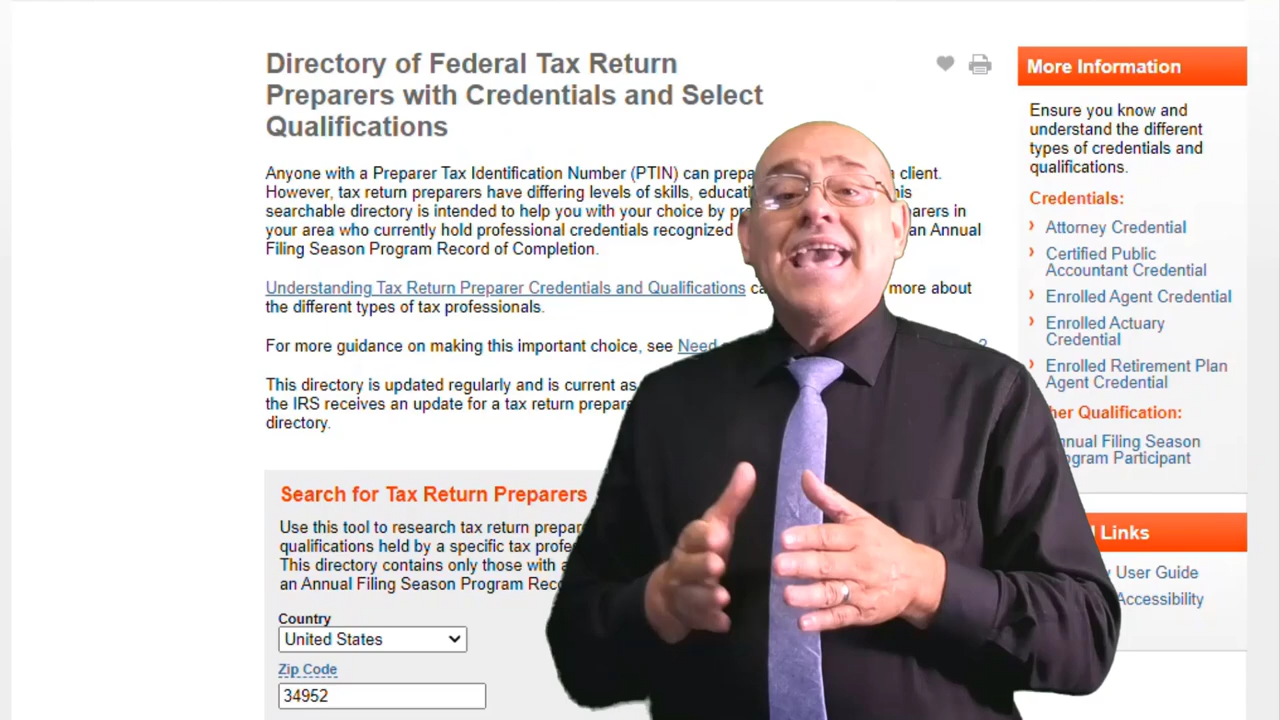 Directory of Federal Tax Return
Preparers with Credentials and Select
Qualifications
Anyone with a Preparer Tax Identification Number (PTIN) can client.
However, tax return preparers have differing levels of skills,
searchable directory is intended to help you with your choice by in
your area who currently hold professional credentials recognized an Annual
Filing Season Program Record of Completion.
Understanding Tax Return Preparer Credentials and Qualifications more about
the different types of tax professionals.
For more guidance on making this important choice, see Need ?
This directory is updated regularly and is current as
the IRS receives an update for a tax return
directory.
Search for Tax Return Preparers
Use this tool to research tax return
qualifications held by a specific tax
This directory contains only those with
an Annual Filing Season Program
Country
United States
Zip Code
34952
More Information
Ensure you know and
understand the different
types of credentials and
qualifications.
Credentials:
Attorney Credential
Certified Public
Accountant Credential
Enrolled Agent Credential
Enrolled Actuary
Credential
Enrolled Retirement Plan
Agent Credential
Qualification:
Filing Season
Participant
Links
User Guide
Accessibility